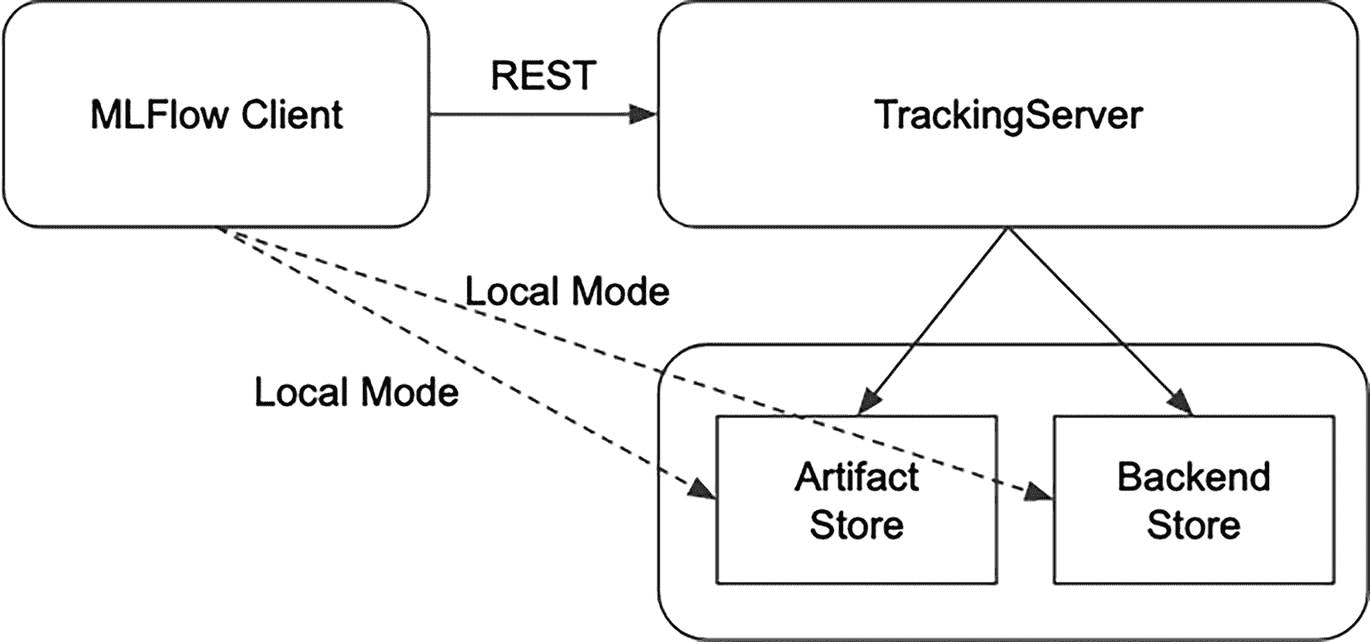 MLFlow Client
REST
TrackingServer
Local Mode
Local Mode
Artifact
Store
Backend
Store